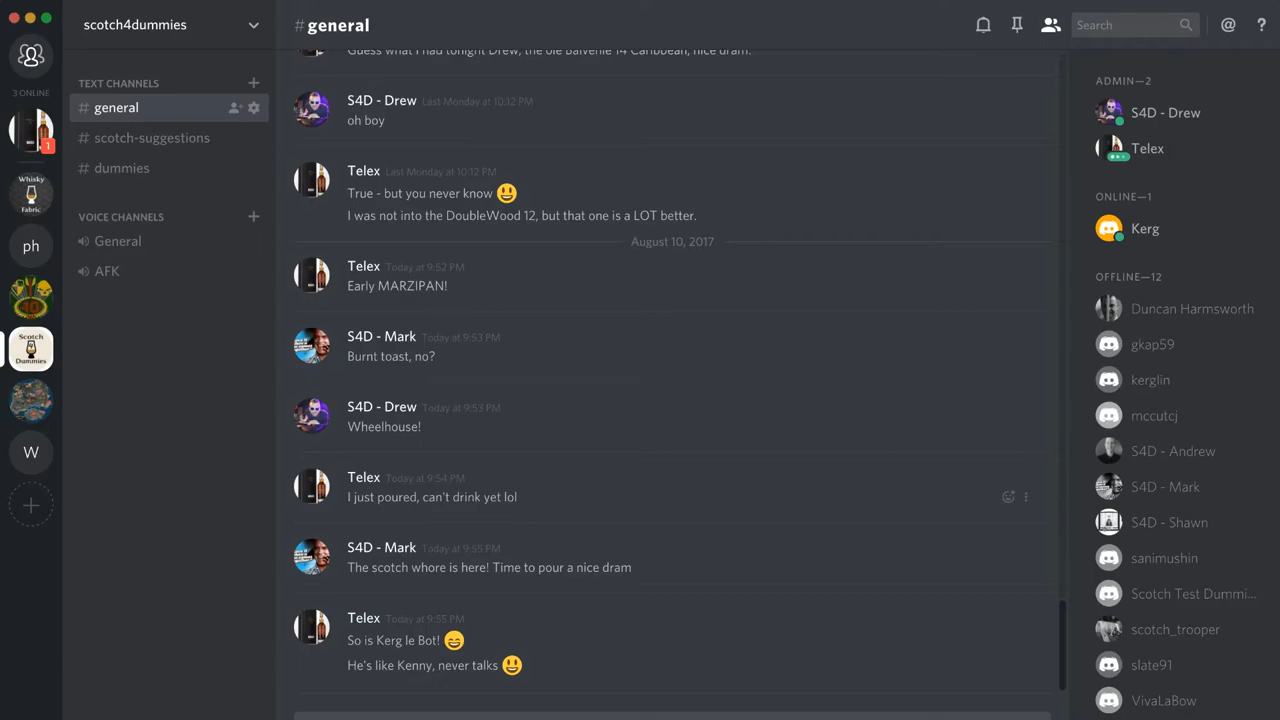 scotch4dummies
# general
Search
@
?
3 ONLINE
1
Whisky
Fabric
ph
10
Scotch
Dummies
W
TEXT CHANNELS
# general
# scotch-suggestions
# dummies
VOICE CHANNELS
General
AFK
Guess what I had tonight Drew, the ole Balvenie 14 Caribbean, nice dram.
S4D - Drew Last Monday at 10:12 PM
oh boy
Telex Last Monday at 10:12 PM
True - but you never know 😃
I was not into the DoubleWood 12, but that one is a LOT better.
August 10, 2017
Telex Today at 9:52 PM
Early MARZIPAN!
S4D - Mark Today at 9:53 PM
Burnt toast, no?
S4D - Drew Today at 9:53 PM
Wheelhouse!
Telex Today at 9:54 PM
I just poured, can't drink yet lol
S4D - Mark Today at 9:55 PM
The scotch whore is here! Time to pour a nice dram
Telex Today at 9:55 PM
So is Kerg le Bot! 😄
He's like Kenny, never talks 😃
ADMIN—2
S4D - Drew
Telex
ONLINE—1
Kerg
OFFLINE—12
Duncan Harmsworth
gkap59
kerglin
mccutcj
S4D - Andrew
S4D - Mark
S4D - Shawn
sanimushin
Scotch Test Dummi...
scotch_trooper
slate91
VivaLaBow